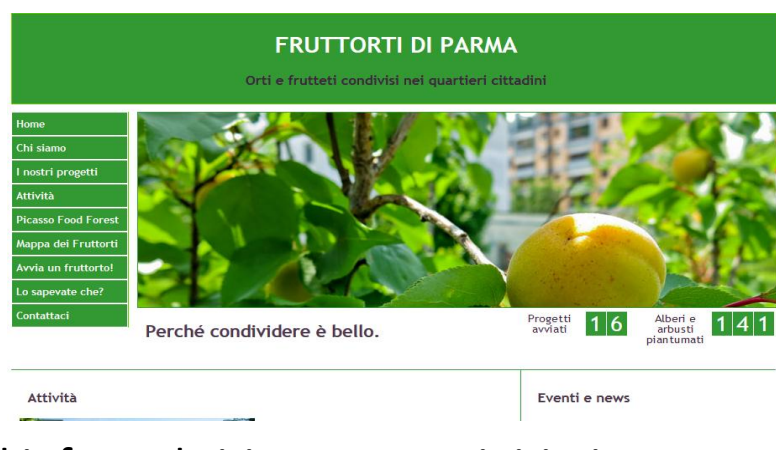 FRUTTORTI DI PARMA
Orti e frutteti condivisi nei quartieri cittadini
Home
Chi siamo
I nostri progetti
Attività
Picasso Food Forest
Mappa dei Fruttorti
Avvia un fruttorto!
Lo sapevate che?
Contattaci
Perché condividere è bello.
Progetti
avviati
16
Alberi e
arbusti
piantumati
141
Attività
Eventi e news